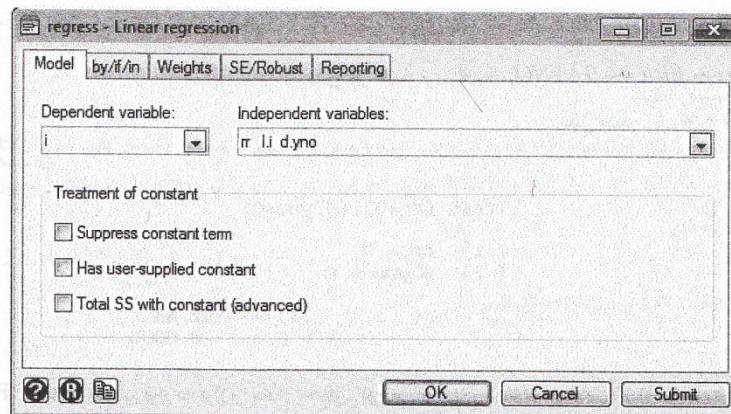 regress - Linear regression
Model by/if/in Weights SE/Robust Reporting
Dependent variable: Independent variables:
i rr l.i d.yno
Treatment of constant
Suppress constant term
Has user-supplied constant
Total SS with constant (advanced)
? R OK Cancel Submit